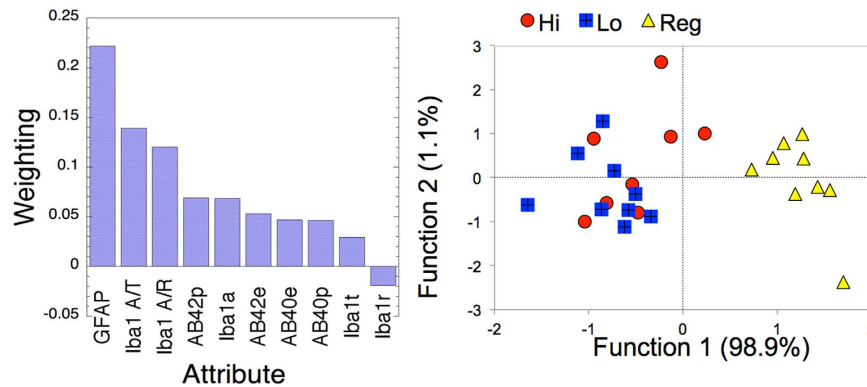 0.25
0.2
0.15
0.1
0.05
0
-0.05
Weighting
GFAP
Iba1 A/T
Iba1 A/R
AB42p
Iba1a
AB42e
AB40e
AB40p
Iba1t
Iba1r
Attribute
Hi Lo Reg
3
2
1
0
-1
-2
-3
Function 2 (1.1%)
-2 -1 0 1
Function 1 (98.9%)